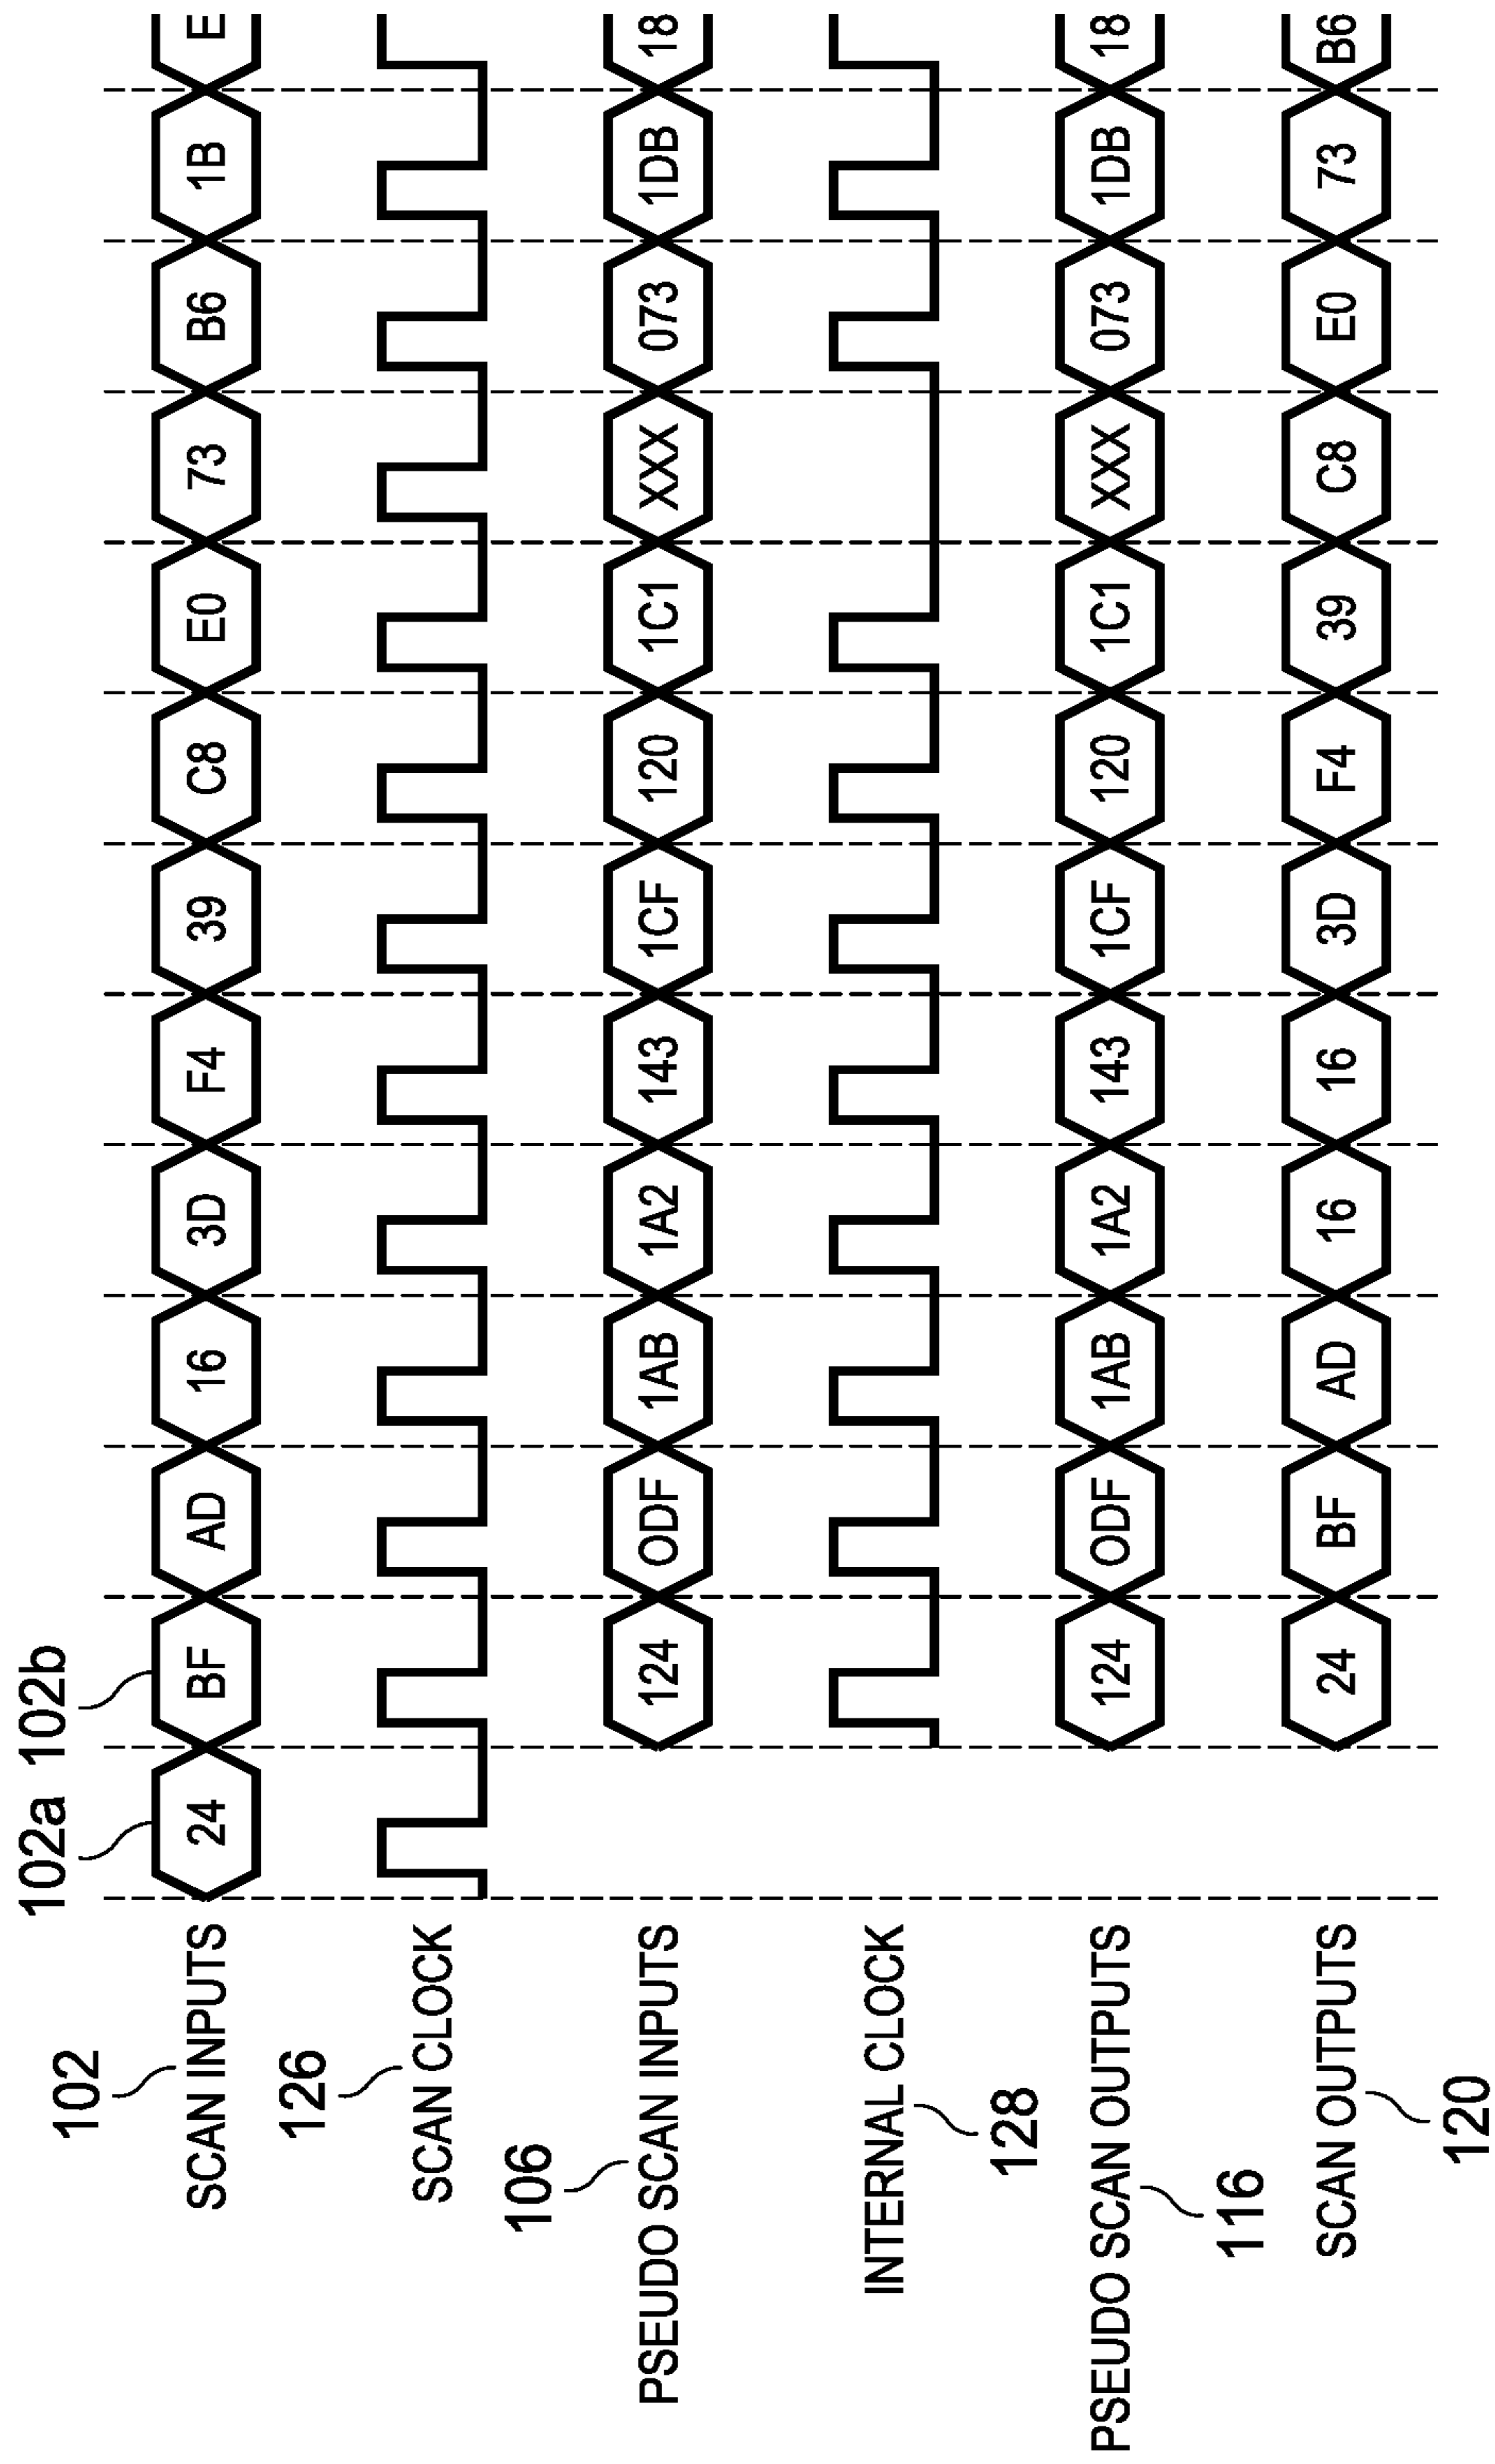 102a 102b
102
SCAN INPUTS 24 BF AD 16 3D F4 39 C8 E0 73 B6 1B E
126
SCAN CLOCK
106
PSEUDO SCAN INPUTS 124 ODF 1AB 1A2 143 1CF 120 1C1 XXX 073 1DB 18
INTERNAL CLOCK
128
PSEUDO SCAN OUTPUTS 124 ODF 1AB 1A2 143 1CF 120 1C1 XXX 073 1DB 18
116
SCAN OUTPUTS 24 BF AD 16 16 3D F4 39 C8 E0 73 B6
120